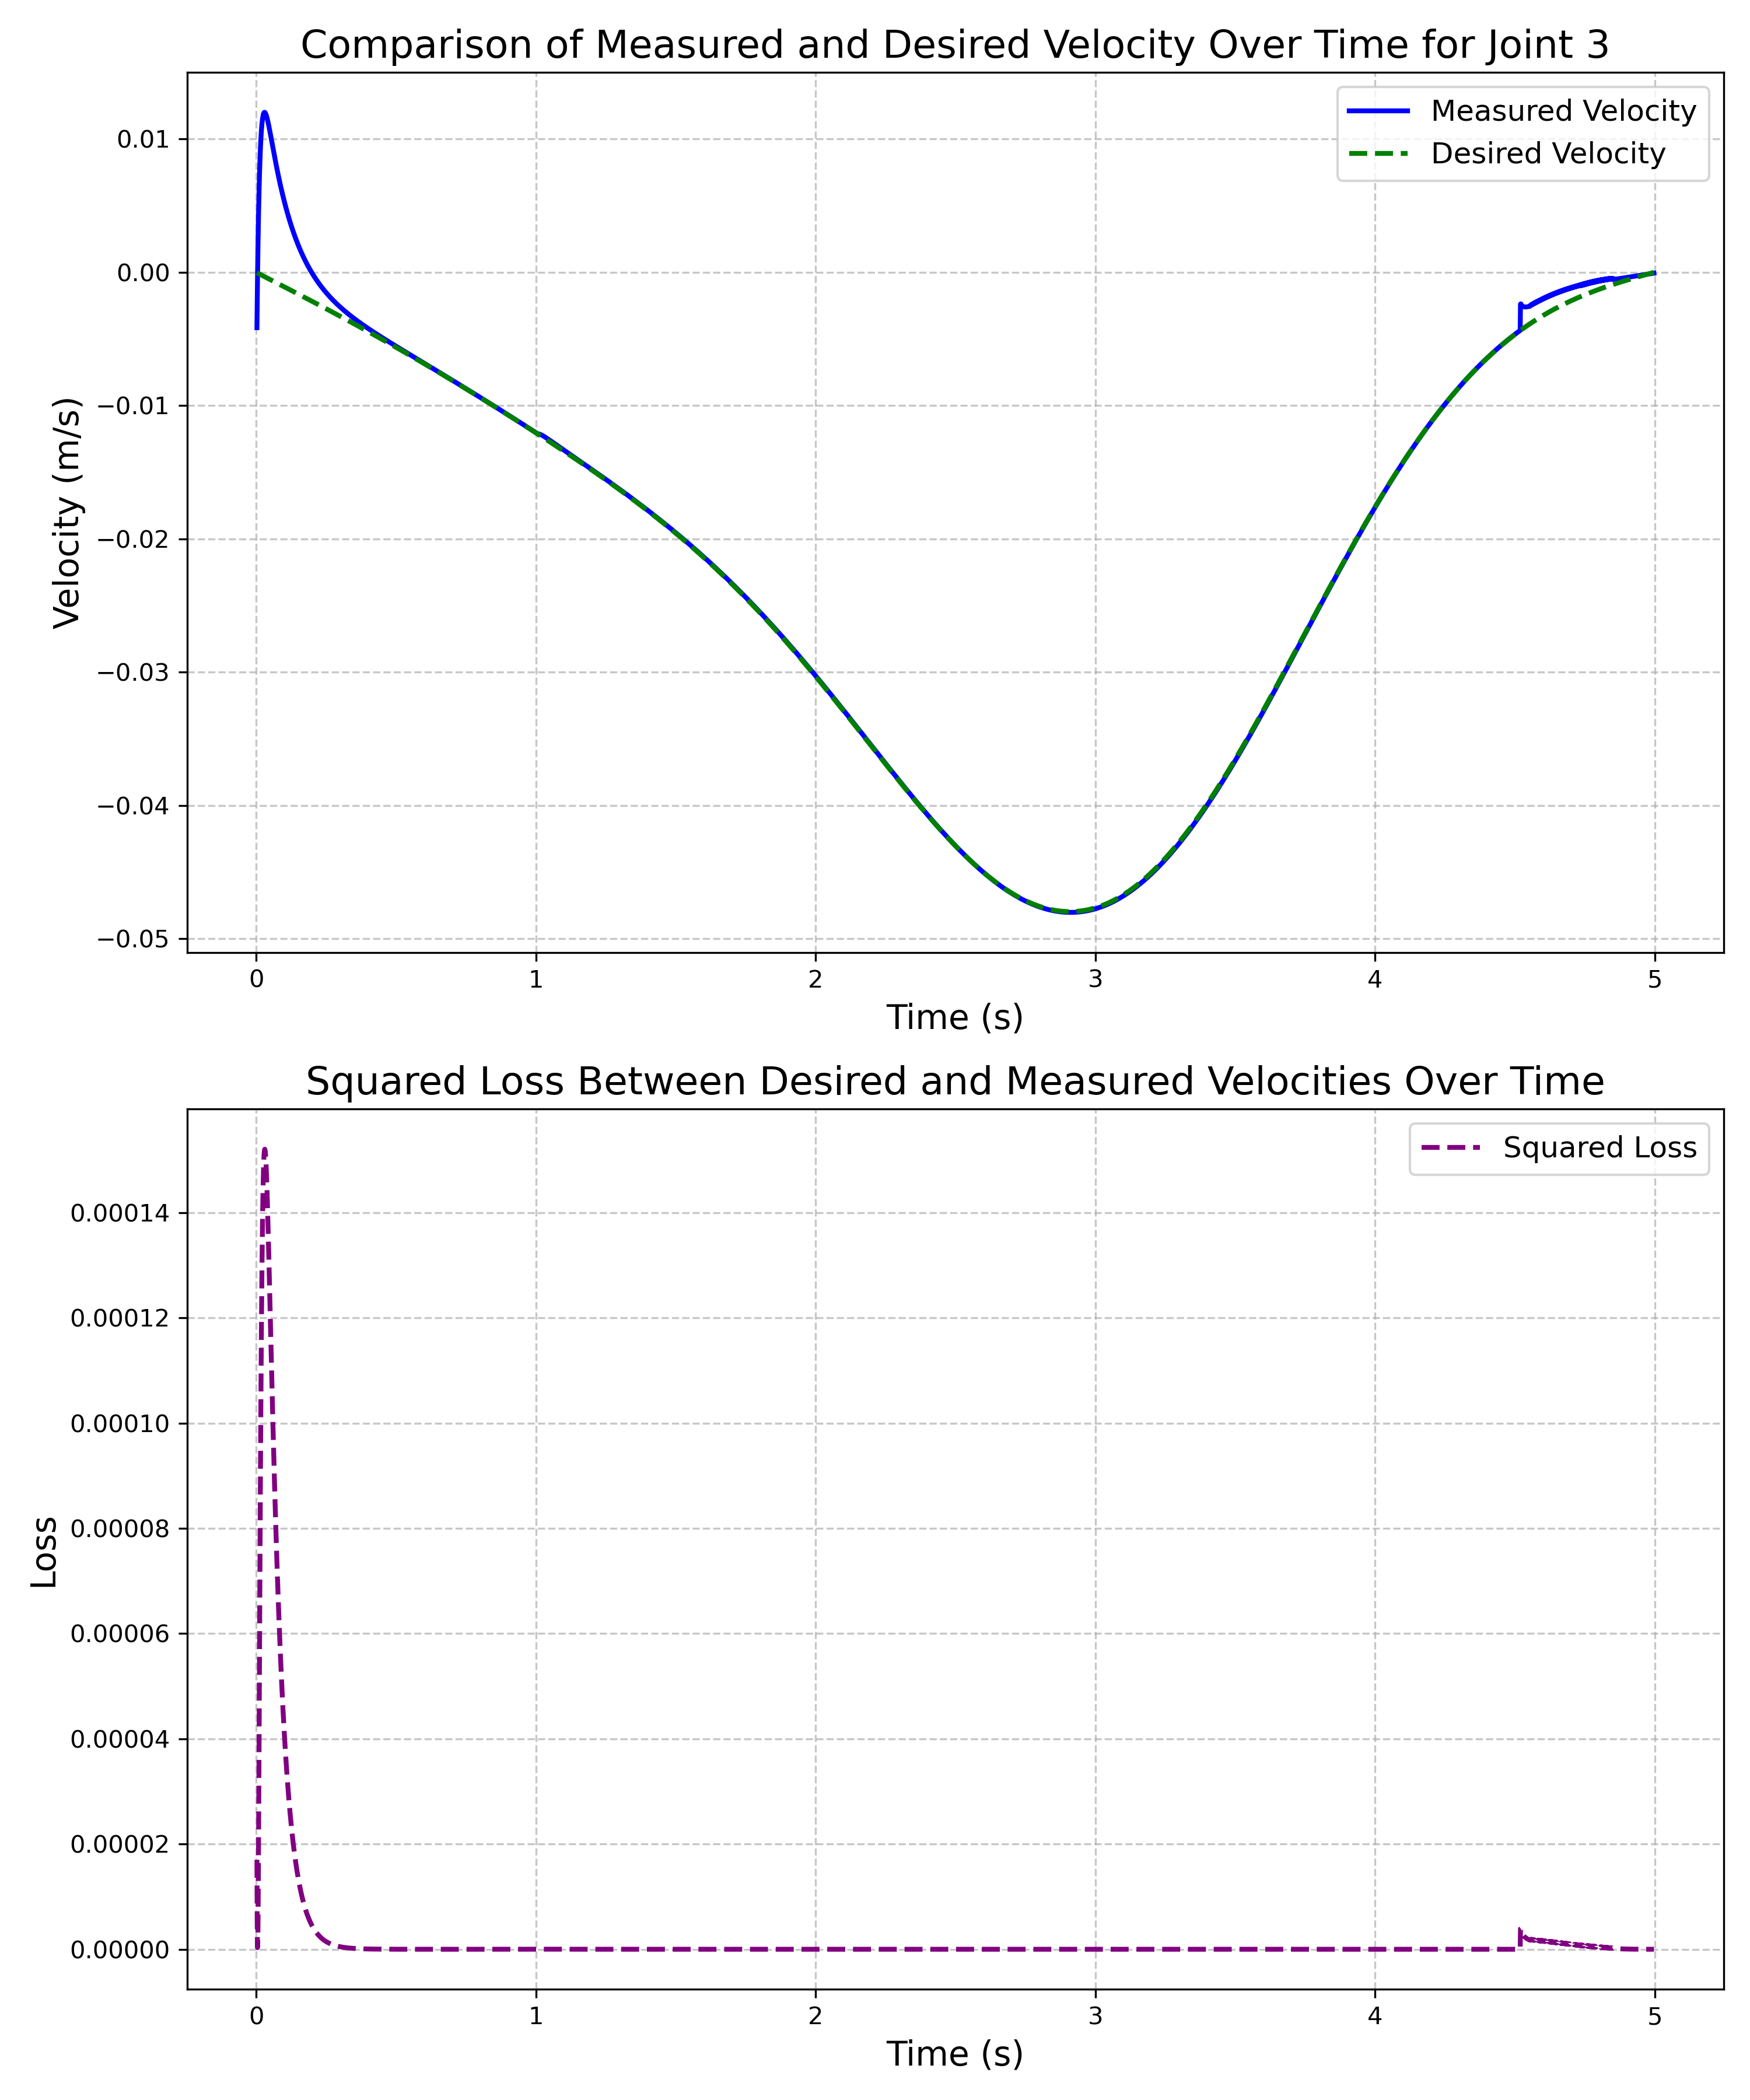 Comparison of Measured and Desired Velocity Over Time for Joint 3
Measured Velocity
Desired Velocity
Velocity (m/s)
0.01
0.00
−0.01
−0.02
−0.03
−0.04
−0.05
0 1 2 3 4 5
Time (s)
Squared Loss Between Desired and Measured Velocities Over Time
Squared Loss
Loss
0.00014
0.00012
0.00010
0.00008
0.00006
0.00004
0.00002
0.00000
0 1 2 3 4 5
Time (s)